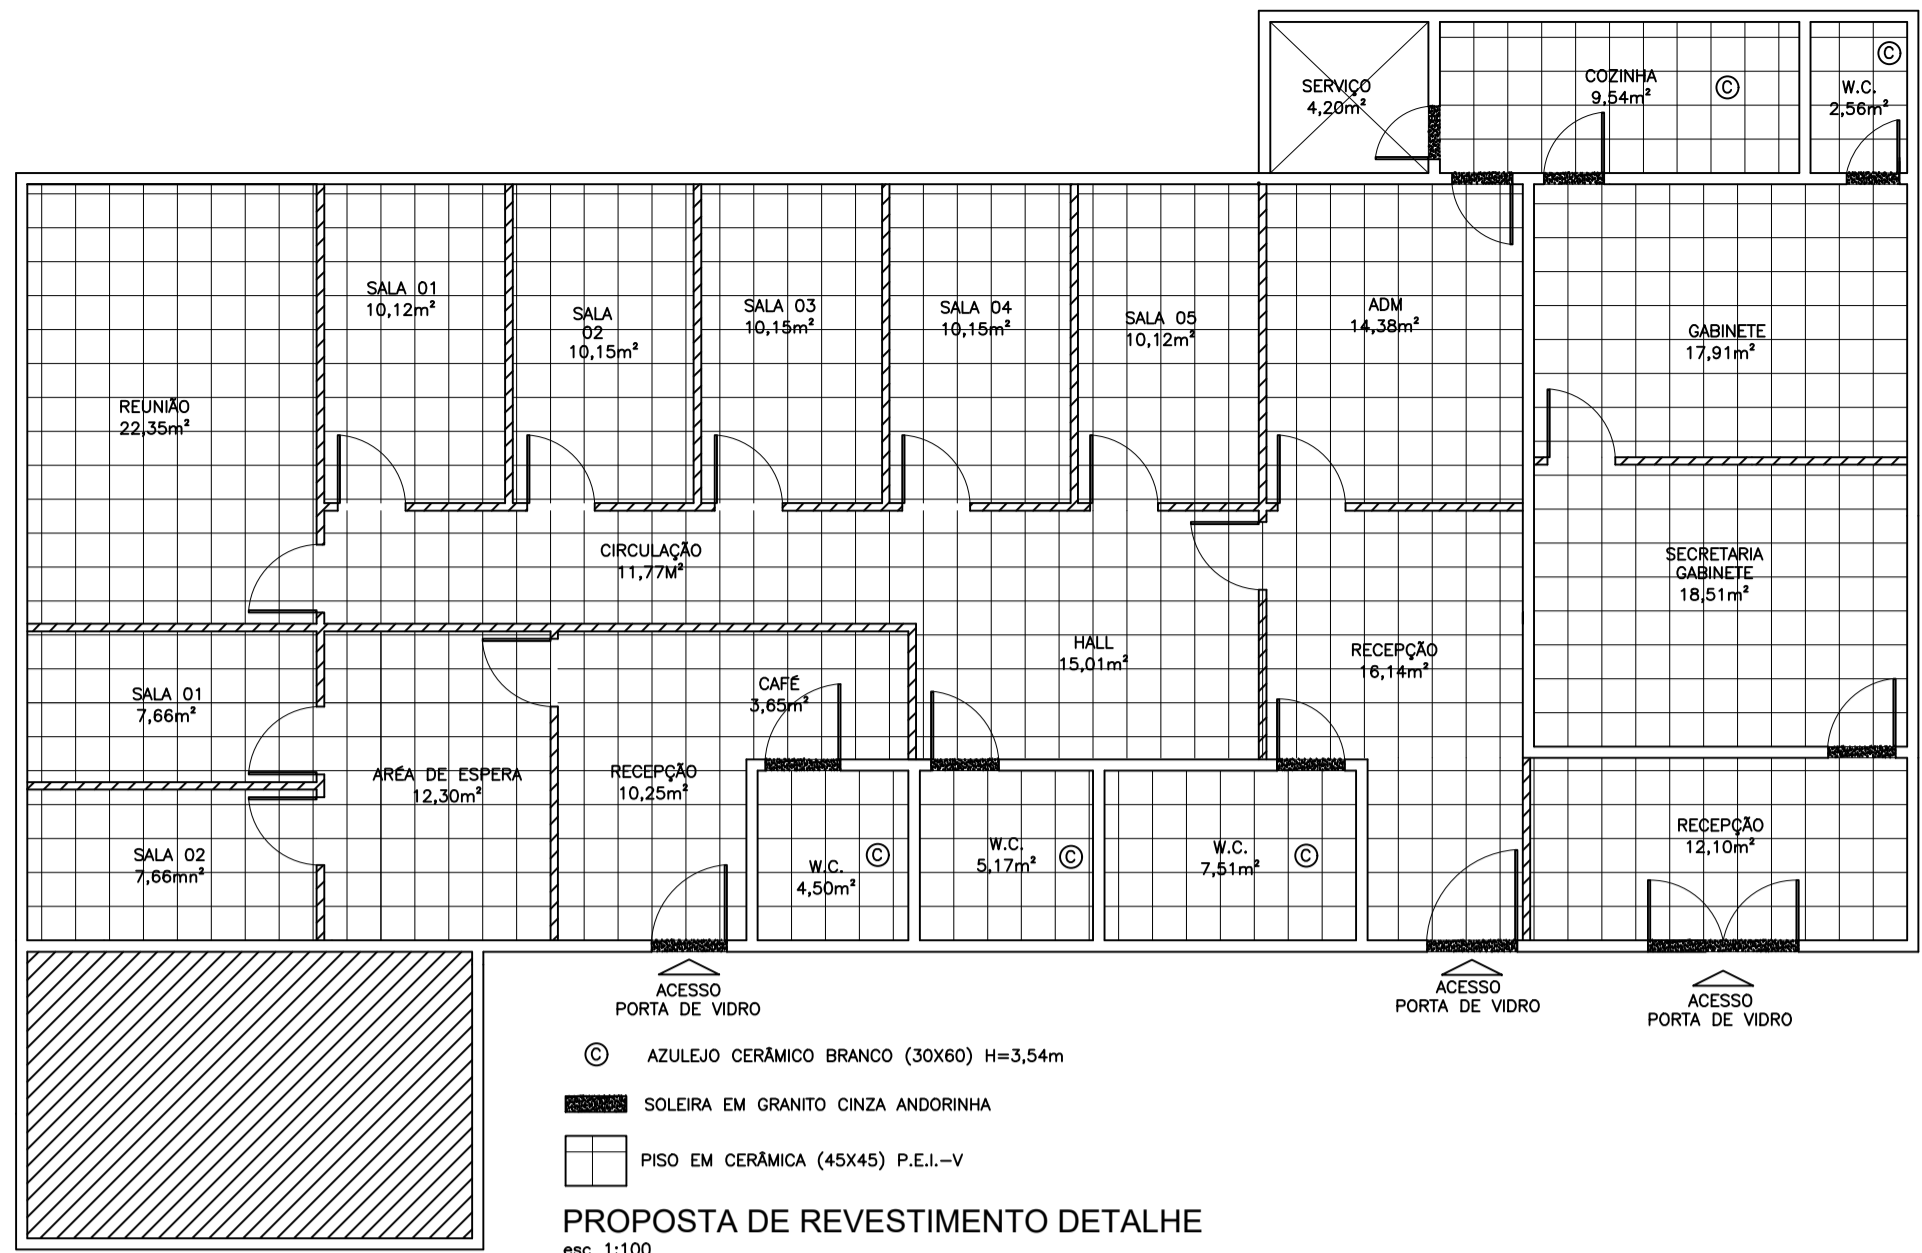 SERVIÇO
4,20m²
COZINHA
9,54m²
C
W.C.
2,56m²
C
REUNIÃO
22,35m²
SALA 01
10,12m²
SALA
02
10,15m²
SALA 03
10,15m²
SALA 04
10,15m²
SALA 05
10,12m²
ADM
14,38m²
GABINETE
17,91m²
CIRCULAÇÃO
11,77M²
SECRETARIA
GABINETE
18,51m²
HALL
15,01m²
RECEPÇÃO
16,14m²
SALA 01
7,66m²
CAFÉ
3,65m²
ARÉA DE ESPERA
12,30m²
RECEPÇÃO
10,25m²
SALA 02
7,66mn²
W.C.
4,50m²
C
W.C.
5,17m²
C
W.C.
7,51m²
C
RECEPÇÃO
12,10m²
ACESSO
PORTA DE VIDRO
ACESSO
PORTA DE VIDRO
ACESSO
PORTA DE VIDRO
C AZULEJO CERÂMICO BRANCO (30X60) H=3,54m
SOLEIRA EM GRANITO CINZA ANDORINHA
PISO EM CERÂMICA (45X45) P.E.I.-V
PROPOSTA DE REVESTIMENTO DETALHE
esc. 1:100